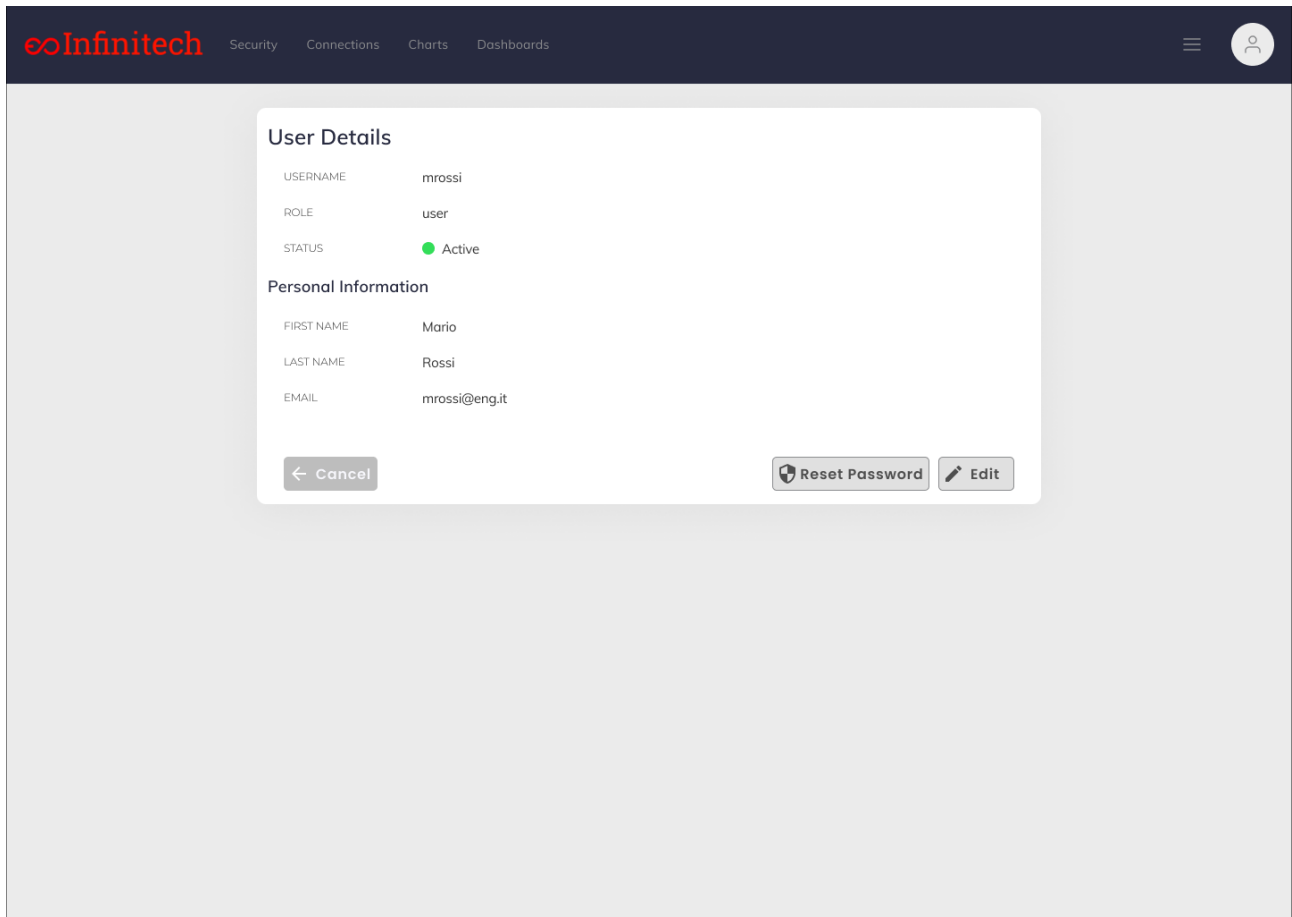 Infinitech Security Connections Charts Dashboards
User Details
USERNAME mrossi
ROLE user
STATUS Active
Personal Information
FIRST NAME Mario
LAST NAME Rossi
EMAIL mrossi@eng.it
Cancel Reset Password Edit